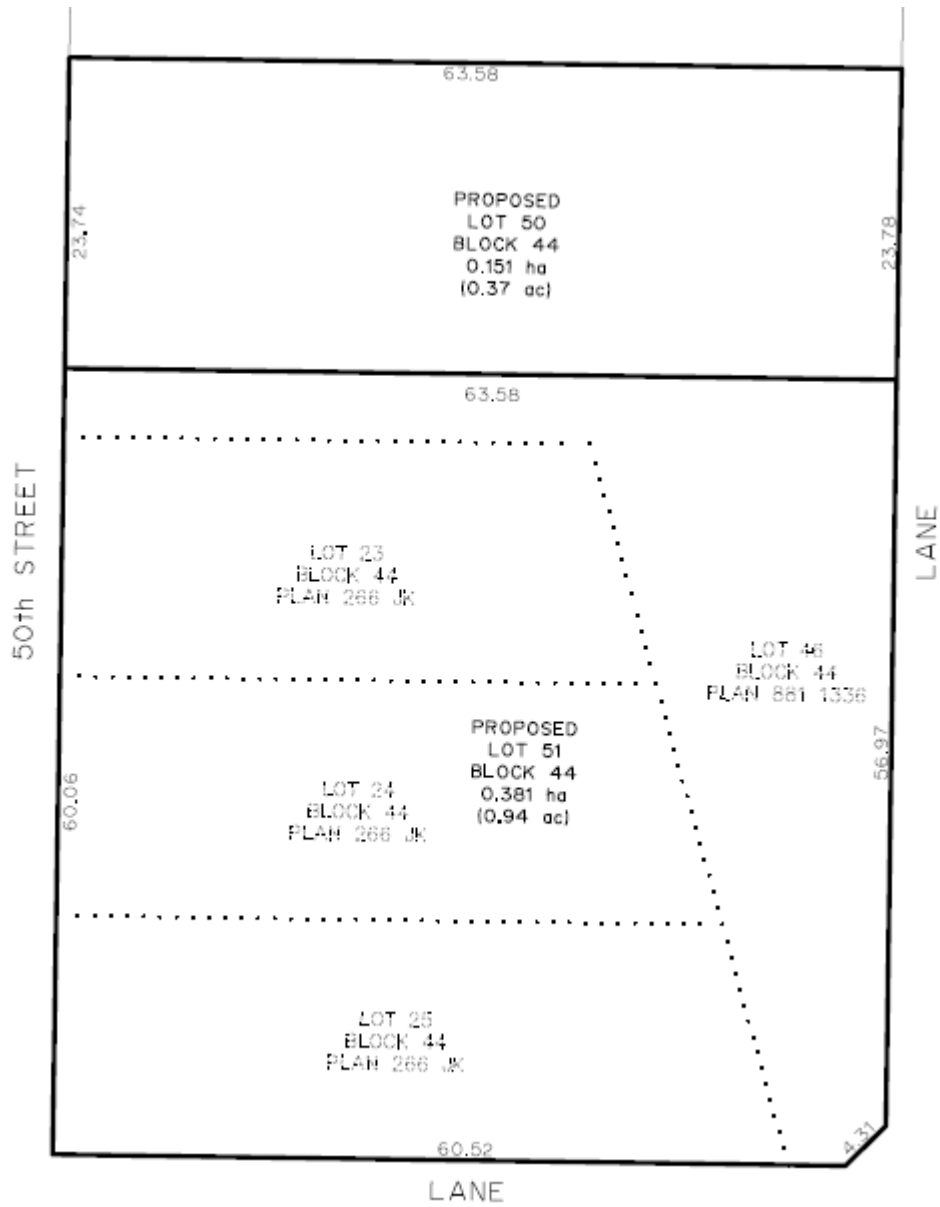 63.58
PROPOSED
LOT 50
BLOCK 44
0.151 ha
(0.37 ac)
23.74
23.78
63.58
50th STREET
LANE
LOT 23
BLOCK 44
PLAN 266 JK
LOT 46
BLOCK 44
PLAN 881 1336
PROPOSED
LOT 51
BLOCK 44
0.381 ha
(0.94 ac)
56.97
60.06
LOT 24
BLOCK 44
PLAN 266 JK
LOT 25
BLOCK 44
PLAN 266 JK
4.31
60.52
LANE